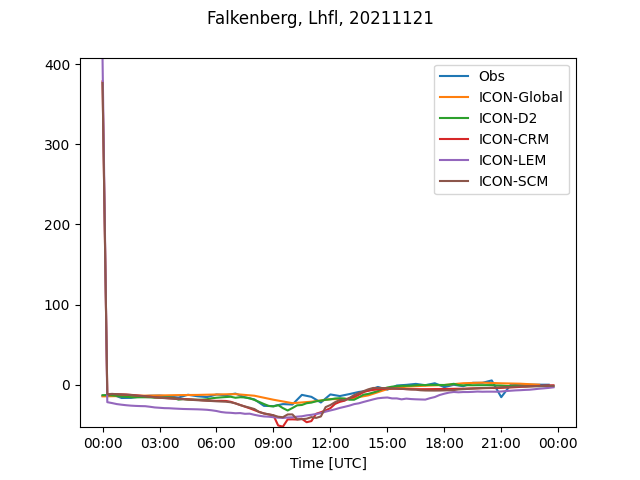 Falkenberg, Lhfl, 20211121
400
300
200
100
0
Obs
ICON-Global
ICON-D2
ICON-CRM
ICON-LEM
ICON-SCM
00:00 03:00 06:00 09:00 12:00 15:00 18:00 21:00 00:00
Time [UTC]